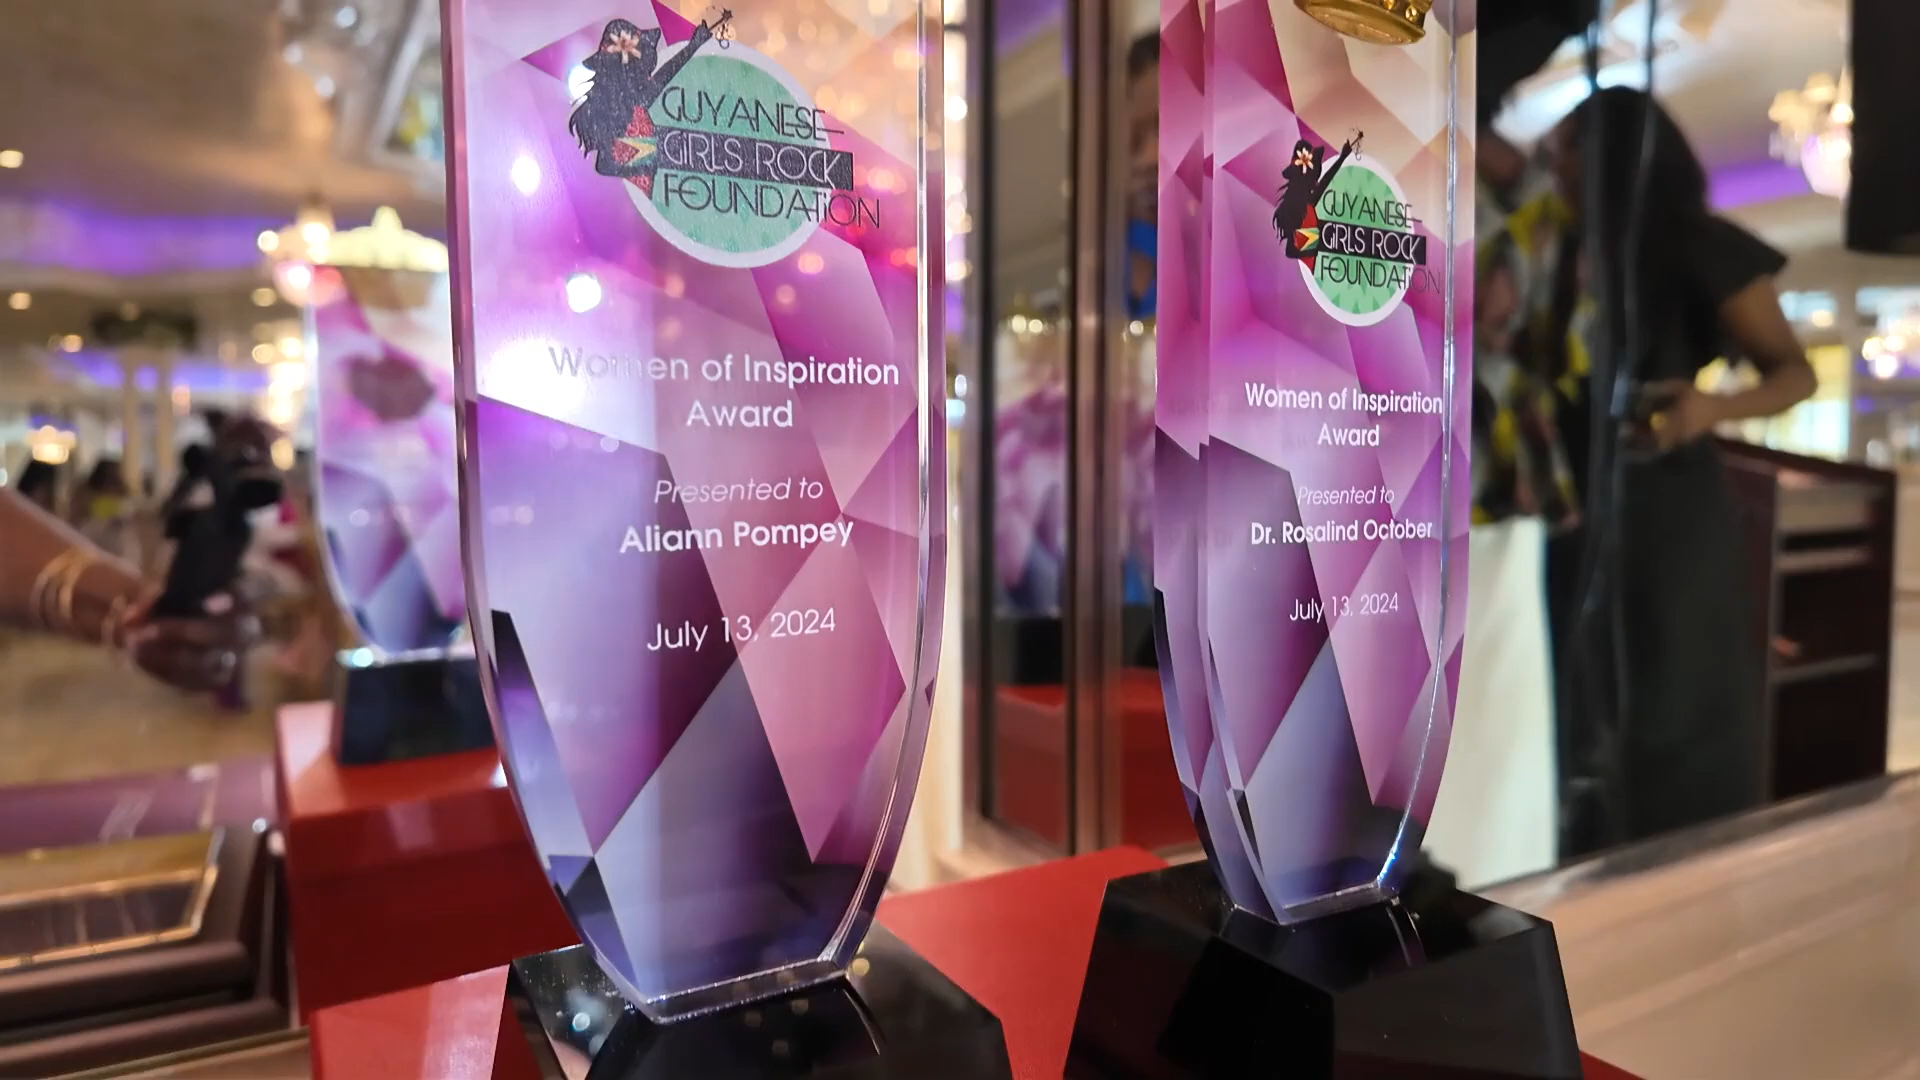 GUYANESE
GIRLS ROCK
FOUNDATION
Women of Inspiration
Award
Presented to
Aliann Pompey
July 13, 2024
GUYANESE
GIRLS ROCK
FOUNDATION
Women of Inspiration
Award
Presented to
Dr. Rosalind October
July 13, 2024